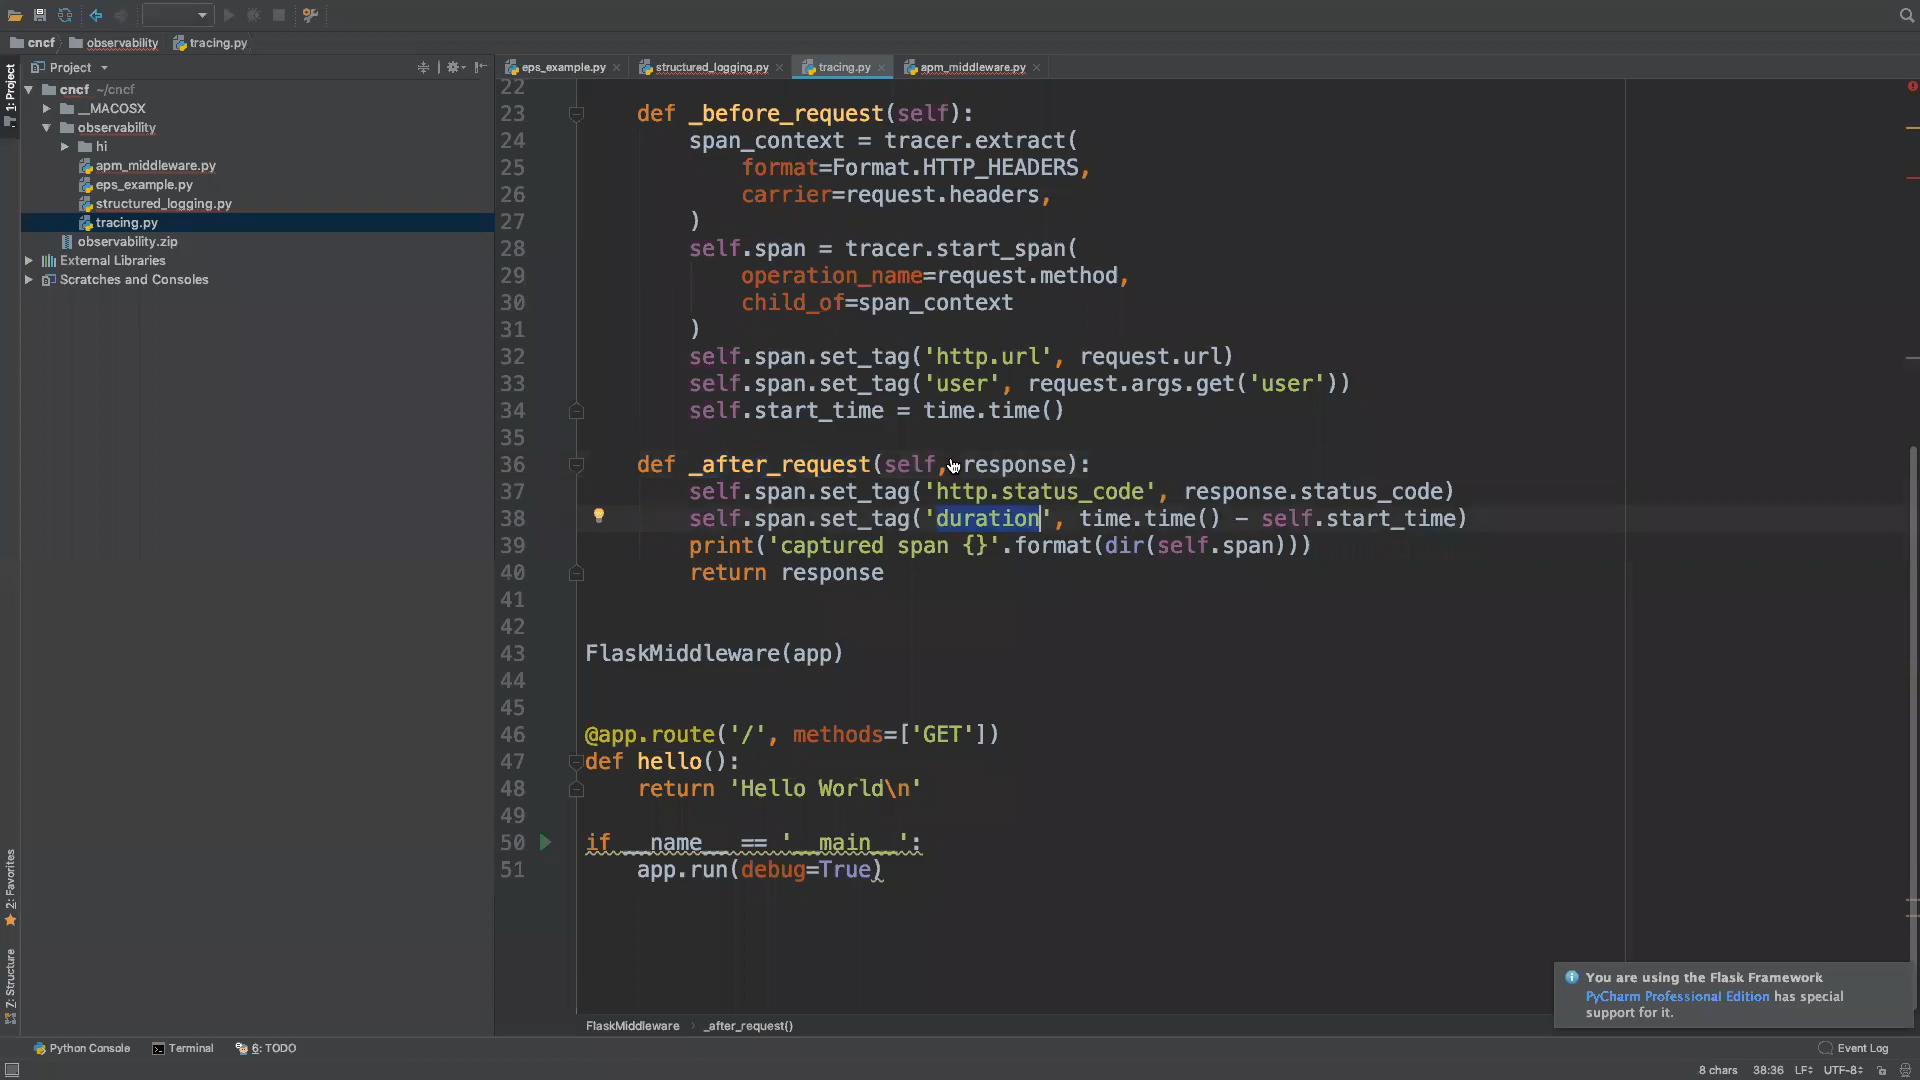 cncf observability tracing.py
1: Project
Project
cncf ~/cncf
__MACOSX
observability
hi
apm_middleware.py
eps_example.py
structured_logging.py
tracing.py
observability.zip
External Libraries
Scratches and Consoles
eps_example.py structured_logging.py tracing.py apm_middleware.py
22
23 def _before_request(self):
24 span_context = tracer.extract(
25 format=Format.HTTP_HEADERS,
26 carrier=request.headers,
27 )
28 self.span = tracer.start_span(
29 operation_name=request.method,
30 child_of=span_context
31 )
32 self.span.set_tag('http.url', request.url)
33 self.span.set_tag('user', request.args.get('user'))
34 self.start_time = time.time()
35
36 def _after_request(self, response):
37 self.span.set_tag('http.status_code', response.status_code)
38 self.span.set_tag('duration', time.time() - self.start_time)
39 print('captured span {}'.format(dir(self.span)))
40 return response
41
42
43 FlaskMiddleware(app)
44
45
46 @app.route('/', methods=['GET'])
47 def hello():
48 return 'Hello World\n'
49
50 if __name__ == '__main__':
51 app.run(debug=True)
2: Favorites
Z: Structure
You are using the Flask Framework
PyCharm Professional Edition has special
support for it.
FlaskMiddleware _after_request()
Python Console Terminal 6: TODO Event Log
8 chars 38:36 LF÷ UTF-8÷